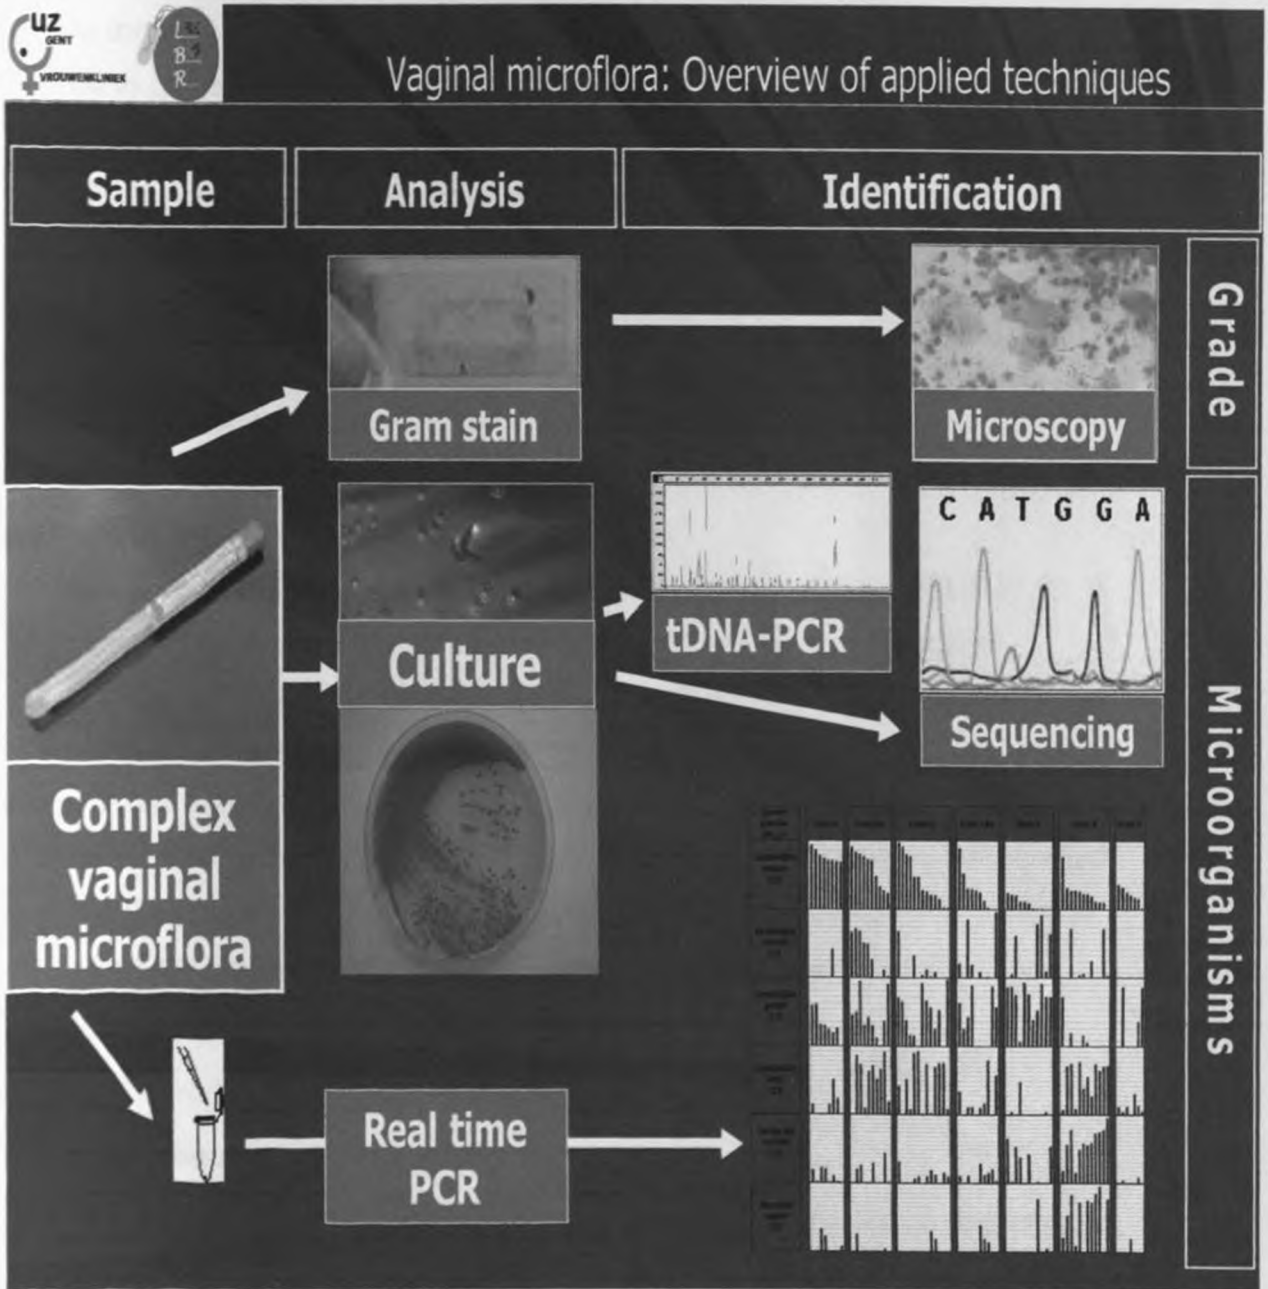 UZ
GENT
VROUWENKLINIEK
L
B
R
Vaginal microflora: Overview of applied techniques
Sample
Analysis
Identification
Gram stain
Microscopy
Grade
Culture
tDNA-PCR
C A T G G A
Sequencing
Complex
vaginal
microflora
Microorganisms
Real time
PCR